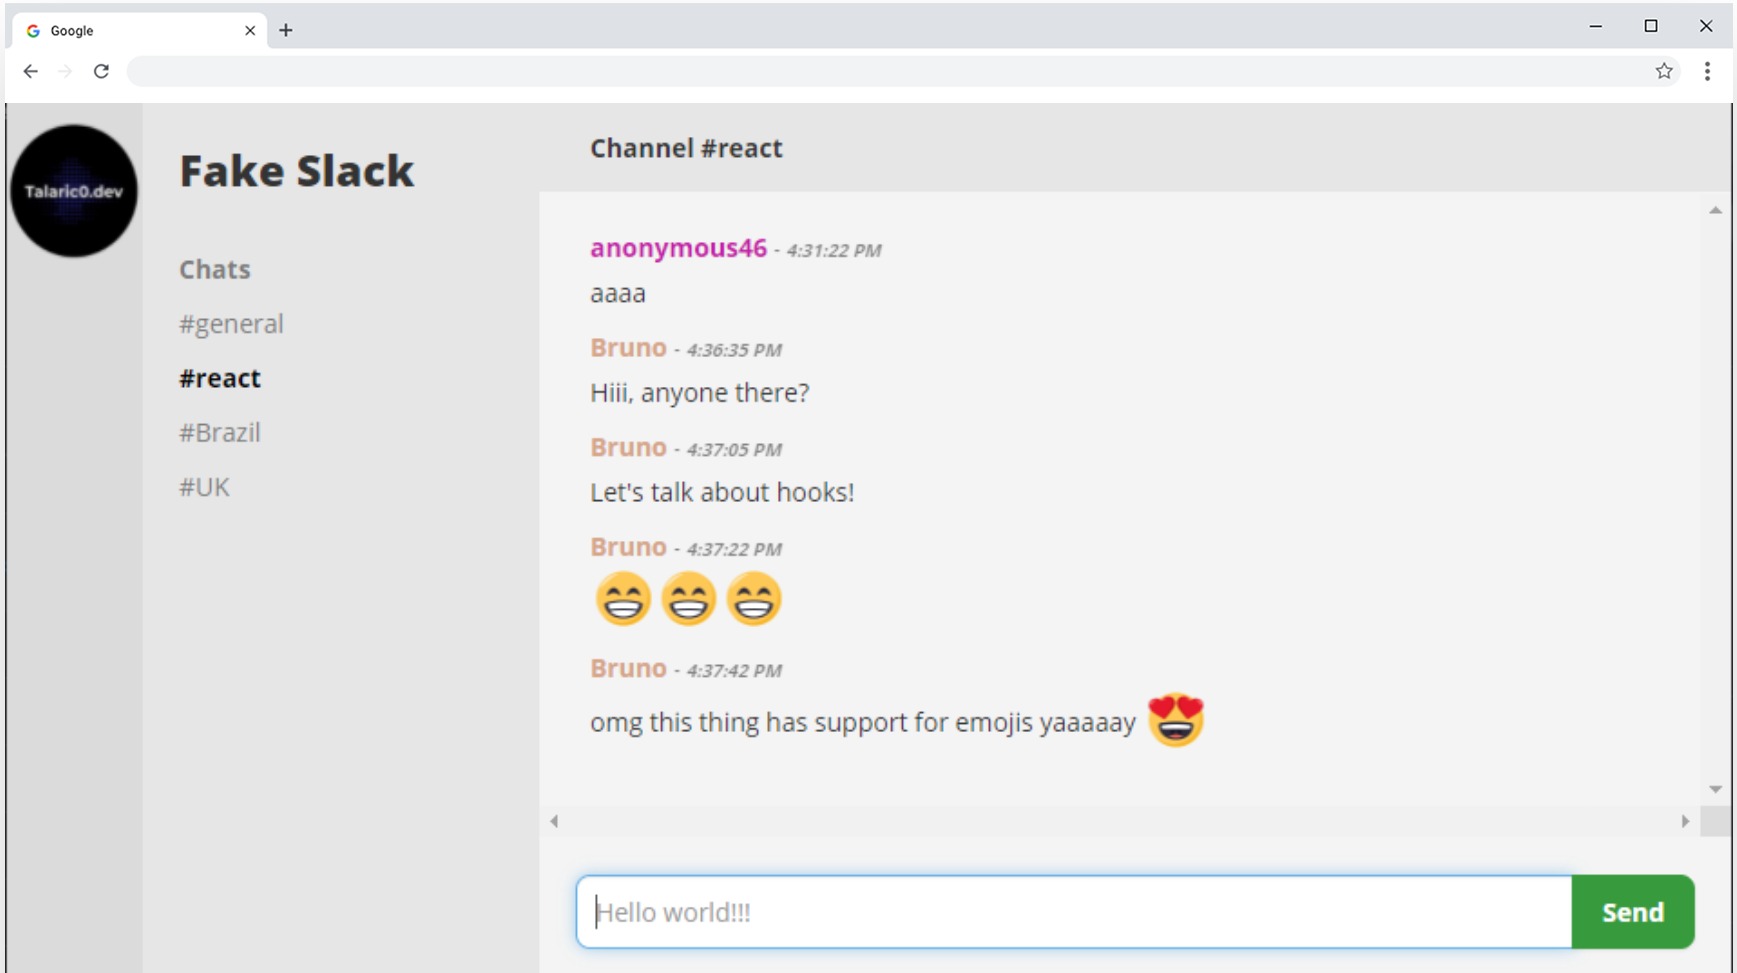 Google
Talaric0.dev
Fake Slack
Chats
#general
#react
#Brazil
#UK
Channel #react
anonymous46 - 4:31:22 PM
aaaa
Bruno - 4:36:35 PM
Hiii, anyone there?
Bruno - 4:37:05 PM
Let's talk about hooks!
Bruno - 4:37:22 PM
😁😁😁
Bruno - 4:37:42 PM
omg this thing has support for emojis yaaaaay 😍
Hello world!!!
Send